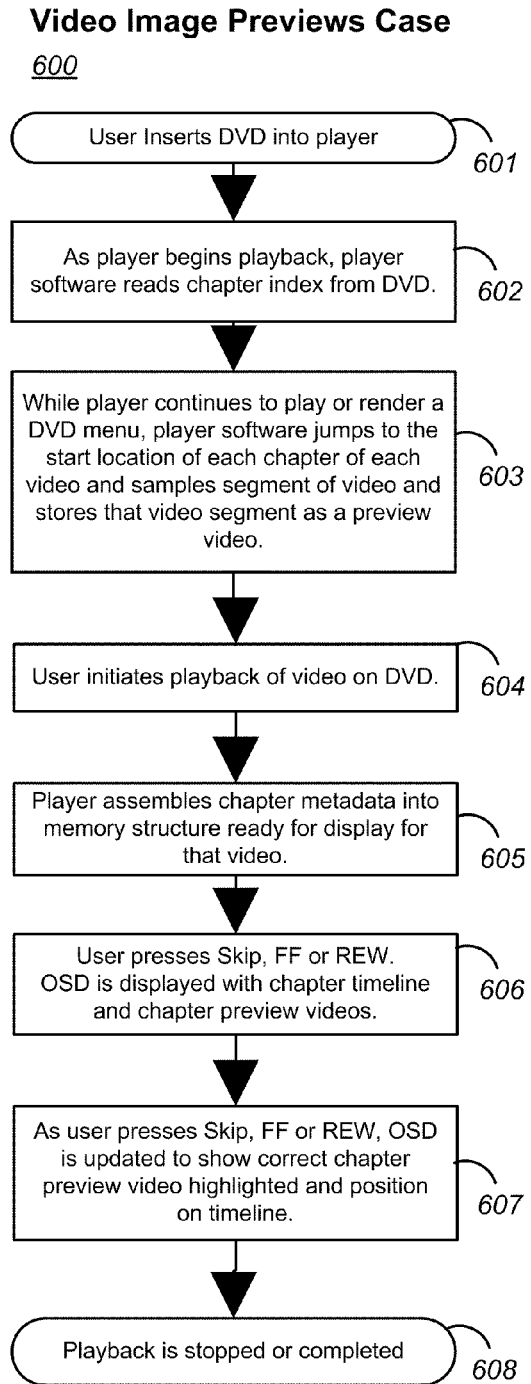 Video Image Previews Case
600
User Inserts DVD into player
601
As player begins playback, player
software reads chapter index from DVD.
602
While player continues to play or render a
DVD menu, player software jumps to the
start location of each chapter of each
video and samples segment of video and
stores that video segment as a preview
video.
603
User initiates playback of video on DVD.
604
Player assembles chapter metadata into
memory structure ready for display for
that video.
605
User presses Skip, FF or REW.
OSD is displayed with chapter timeline
and chapter preview videos.
606
As user presses Skip, FF or REW, OSD
is updated to show correct chapter
preview video highlighted and position
on timeline.
607
Playback is stopped or completed
608